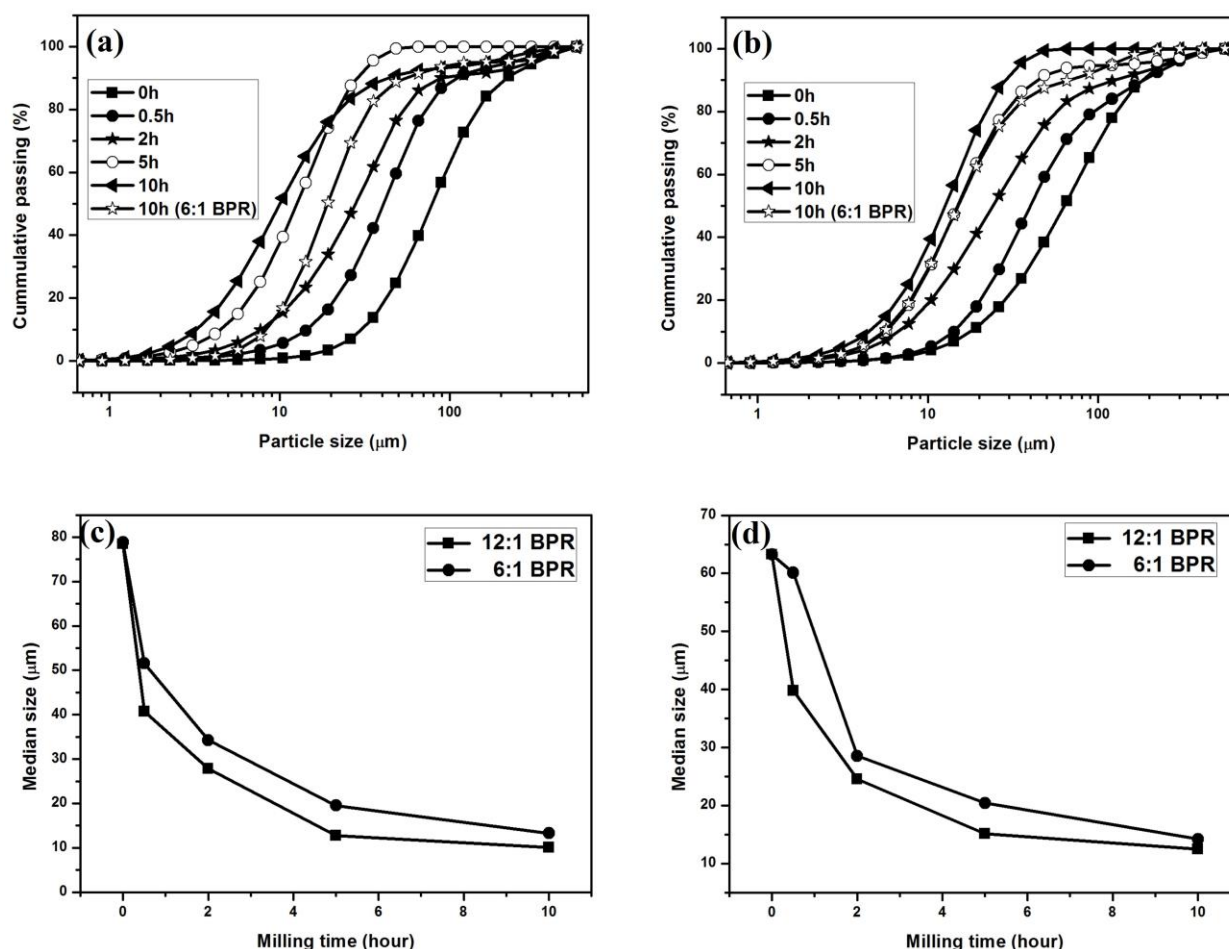 (a)
100
80
60
40
20
0
Cummulative passing (%)
0h
0.5h
2h
5h
10h
10h (6:1 BPR)
1
10
100
Particle size (μm)
(b)
100
80
60
40
20
0
Cummulative passing (%)
0h
0.5h
2h
5h
10h
10h (6:1 BPR)
1
10
100
Particle size (μm)
(c)
80
70
60
50
40
30
20
10
0
Median size (μm)
12:1 BPR
6:1 BPR
0
2
4
6
8
10
Milling time (hour)
(d)
70
60
50
40
30
20
10
Median size (μm)
12:1 BPR
6:1 BPR
0
2
4
6
8
10
Milling time (hour)